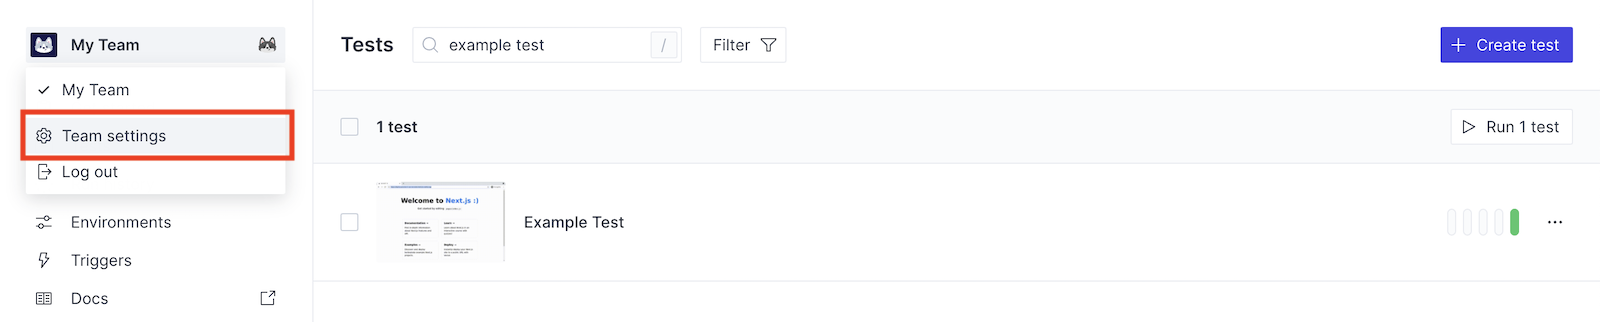 My Team
My Team
Team settings
Log out
Environments
Triggers
Docs
Tests
example test
/
Filter
+ Create test
1 test
Run 1 test
Welcome to Next.js :)
Example Test